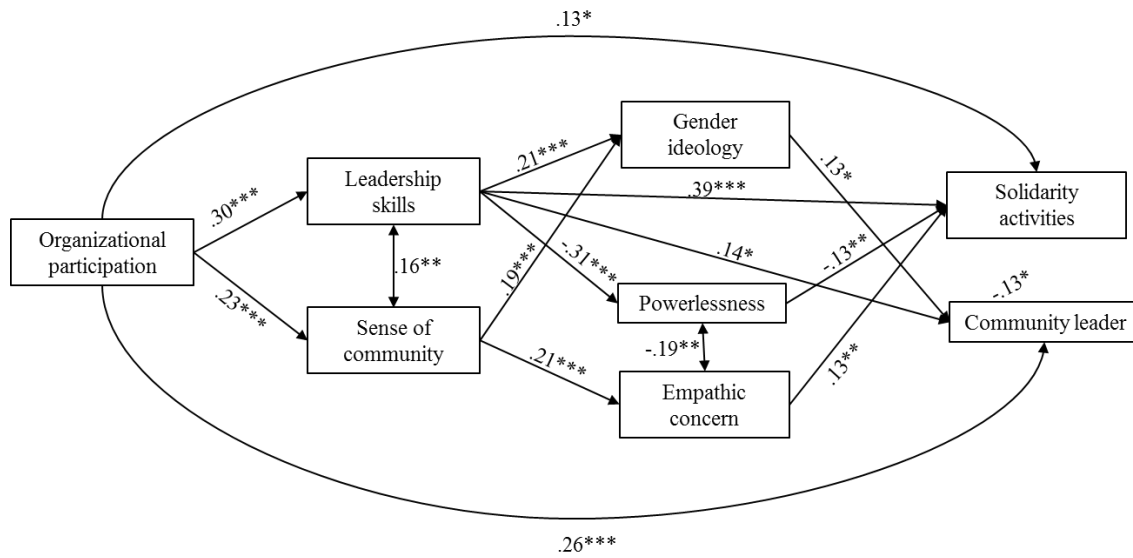 .13*
Gender
ideology
.21***
.13*
Leadership
skills
.39***
Solidarity
activities
.30***
Organizational
participation
.16**
.19***
-.31***
.14*
-.13**
-.13*
.23***
Powerlessness
Community leader
Sense of
community
-.19**
.21***
.13**
Empathic
concern
.26***